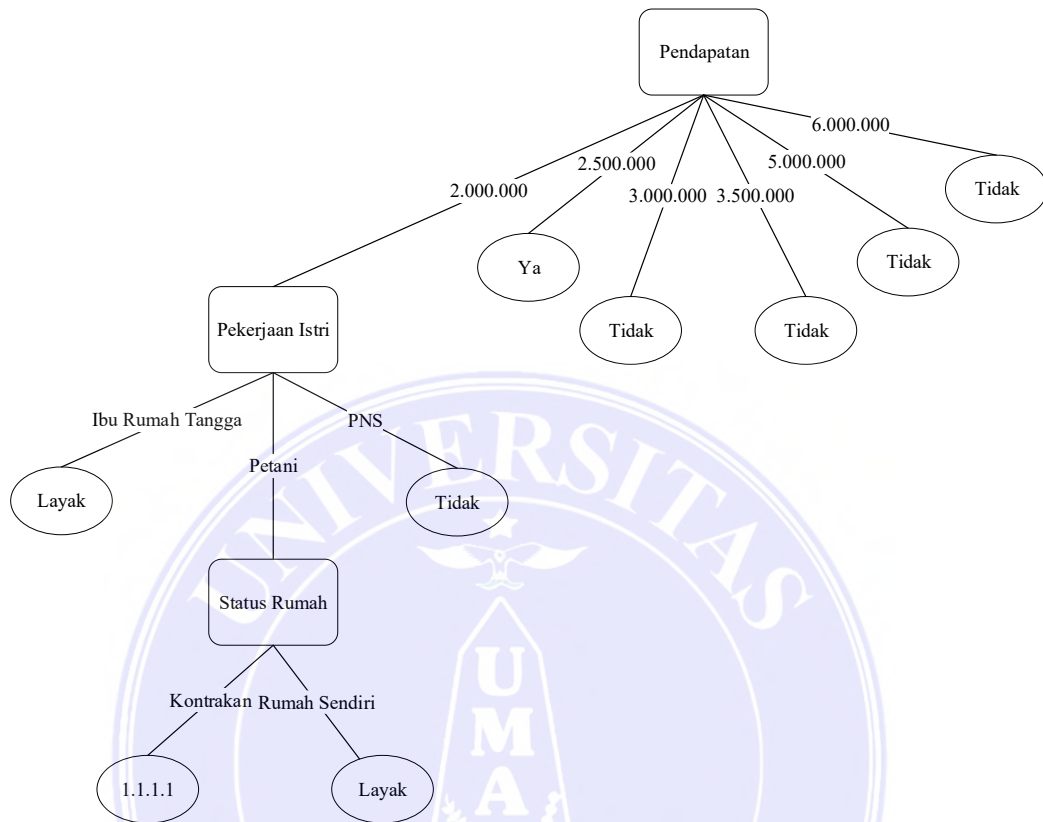 Pendapatan
6.000.000
2.500.000
5.000.000
2.000.000
3.000.000
3.500.000
Tidak
Ya
Tidak
Pekerjaan Istri
Tidak
Tidak
Ibu Rumah Tangga
PNS
Petani
Layak
Tidak
Status Rumah
Kontrakan
Rumah Sendiri
1.1.1.1
Layak
UNIVERSITAS
UMA